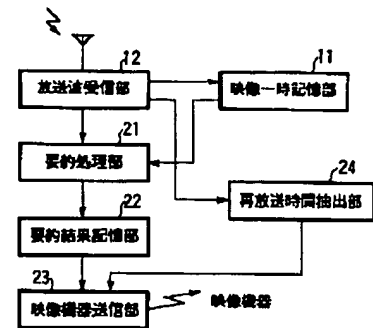 12
放送波受信部
11
映像一時記憶部
21
要約処理部
24
再放送時間抽出部
22
要約結果記憶部
23
映像機器送信部
映像機器